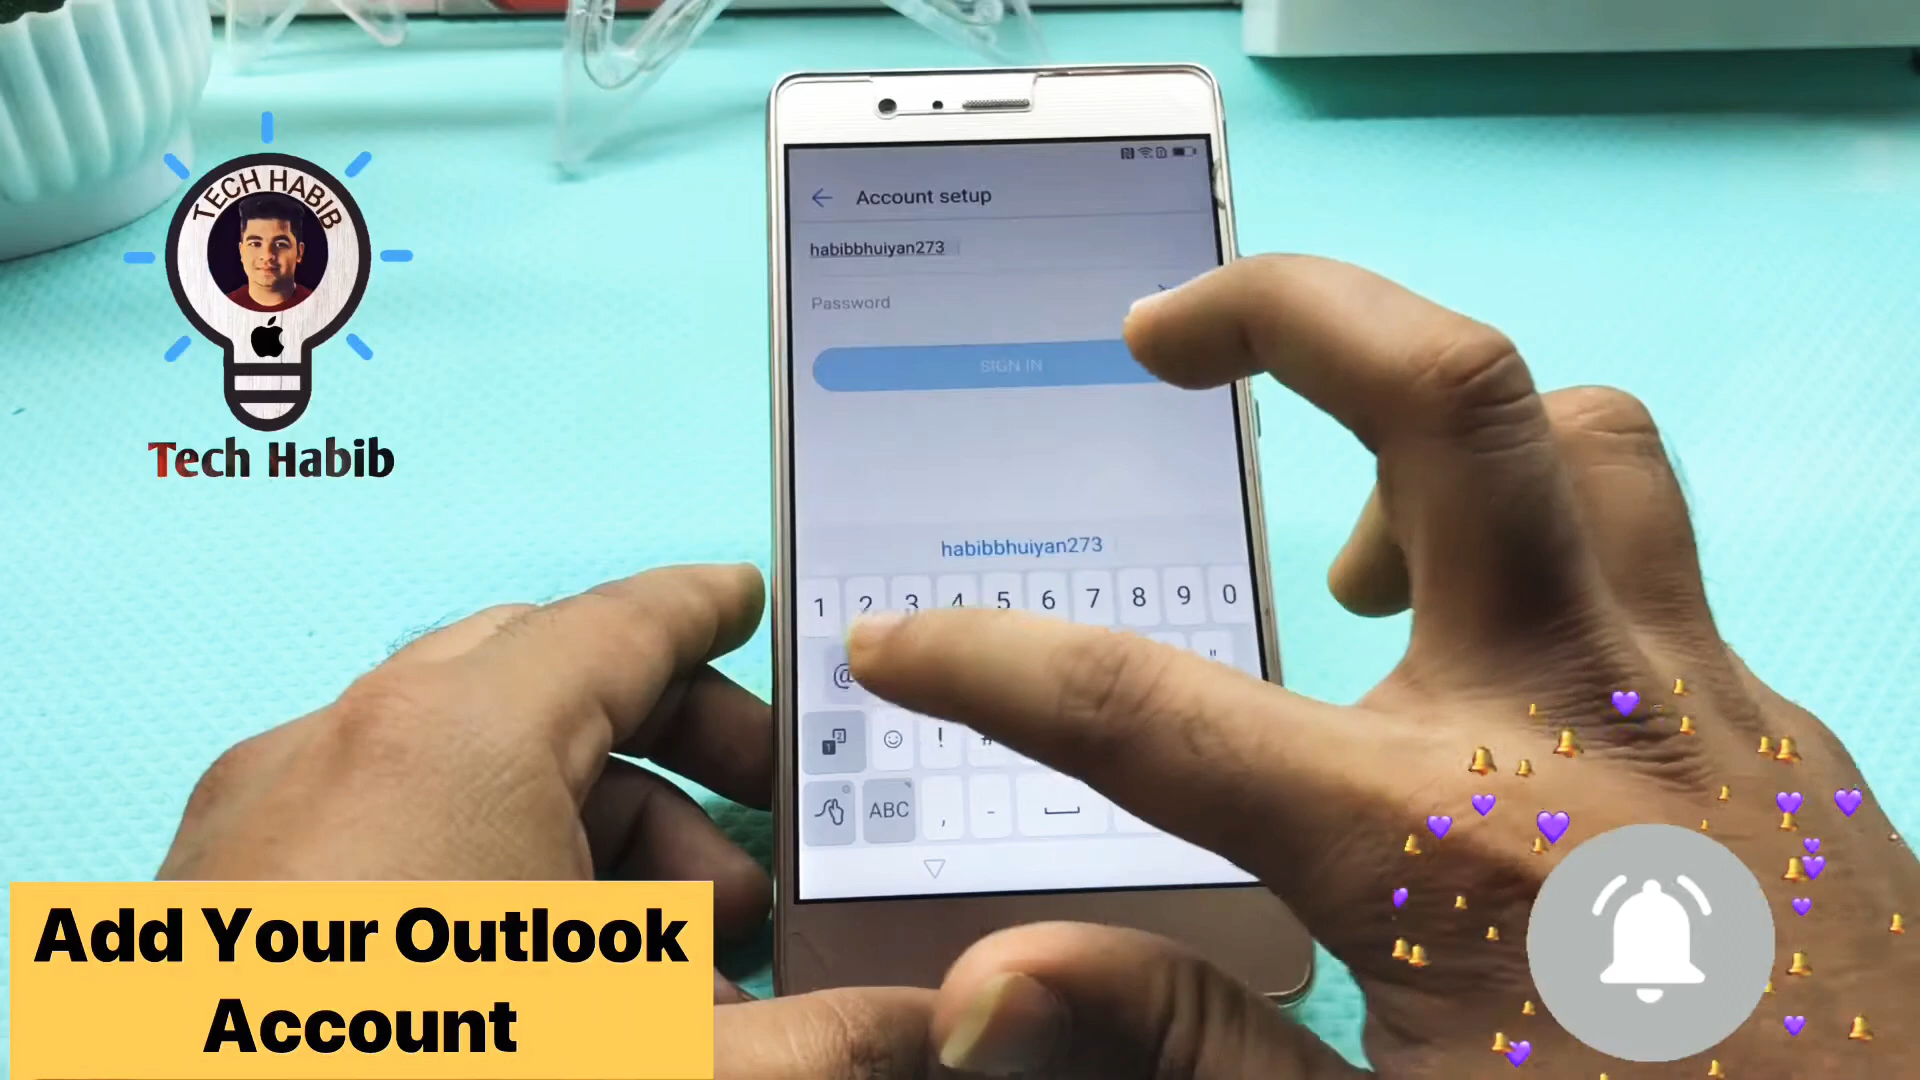 TECH HABIB
Tech Habib
Account setup
habibbhuiyan273
Password
SIGN IN
habibbhuiyan273
1 2 3 4 5 6 7 8 9 0
@ "
! #
ABC , -
Add Your Outlook
Account